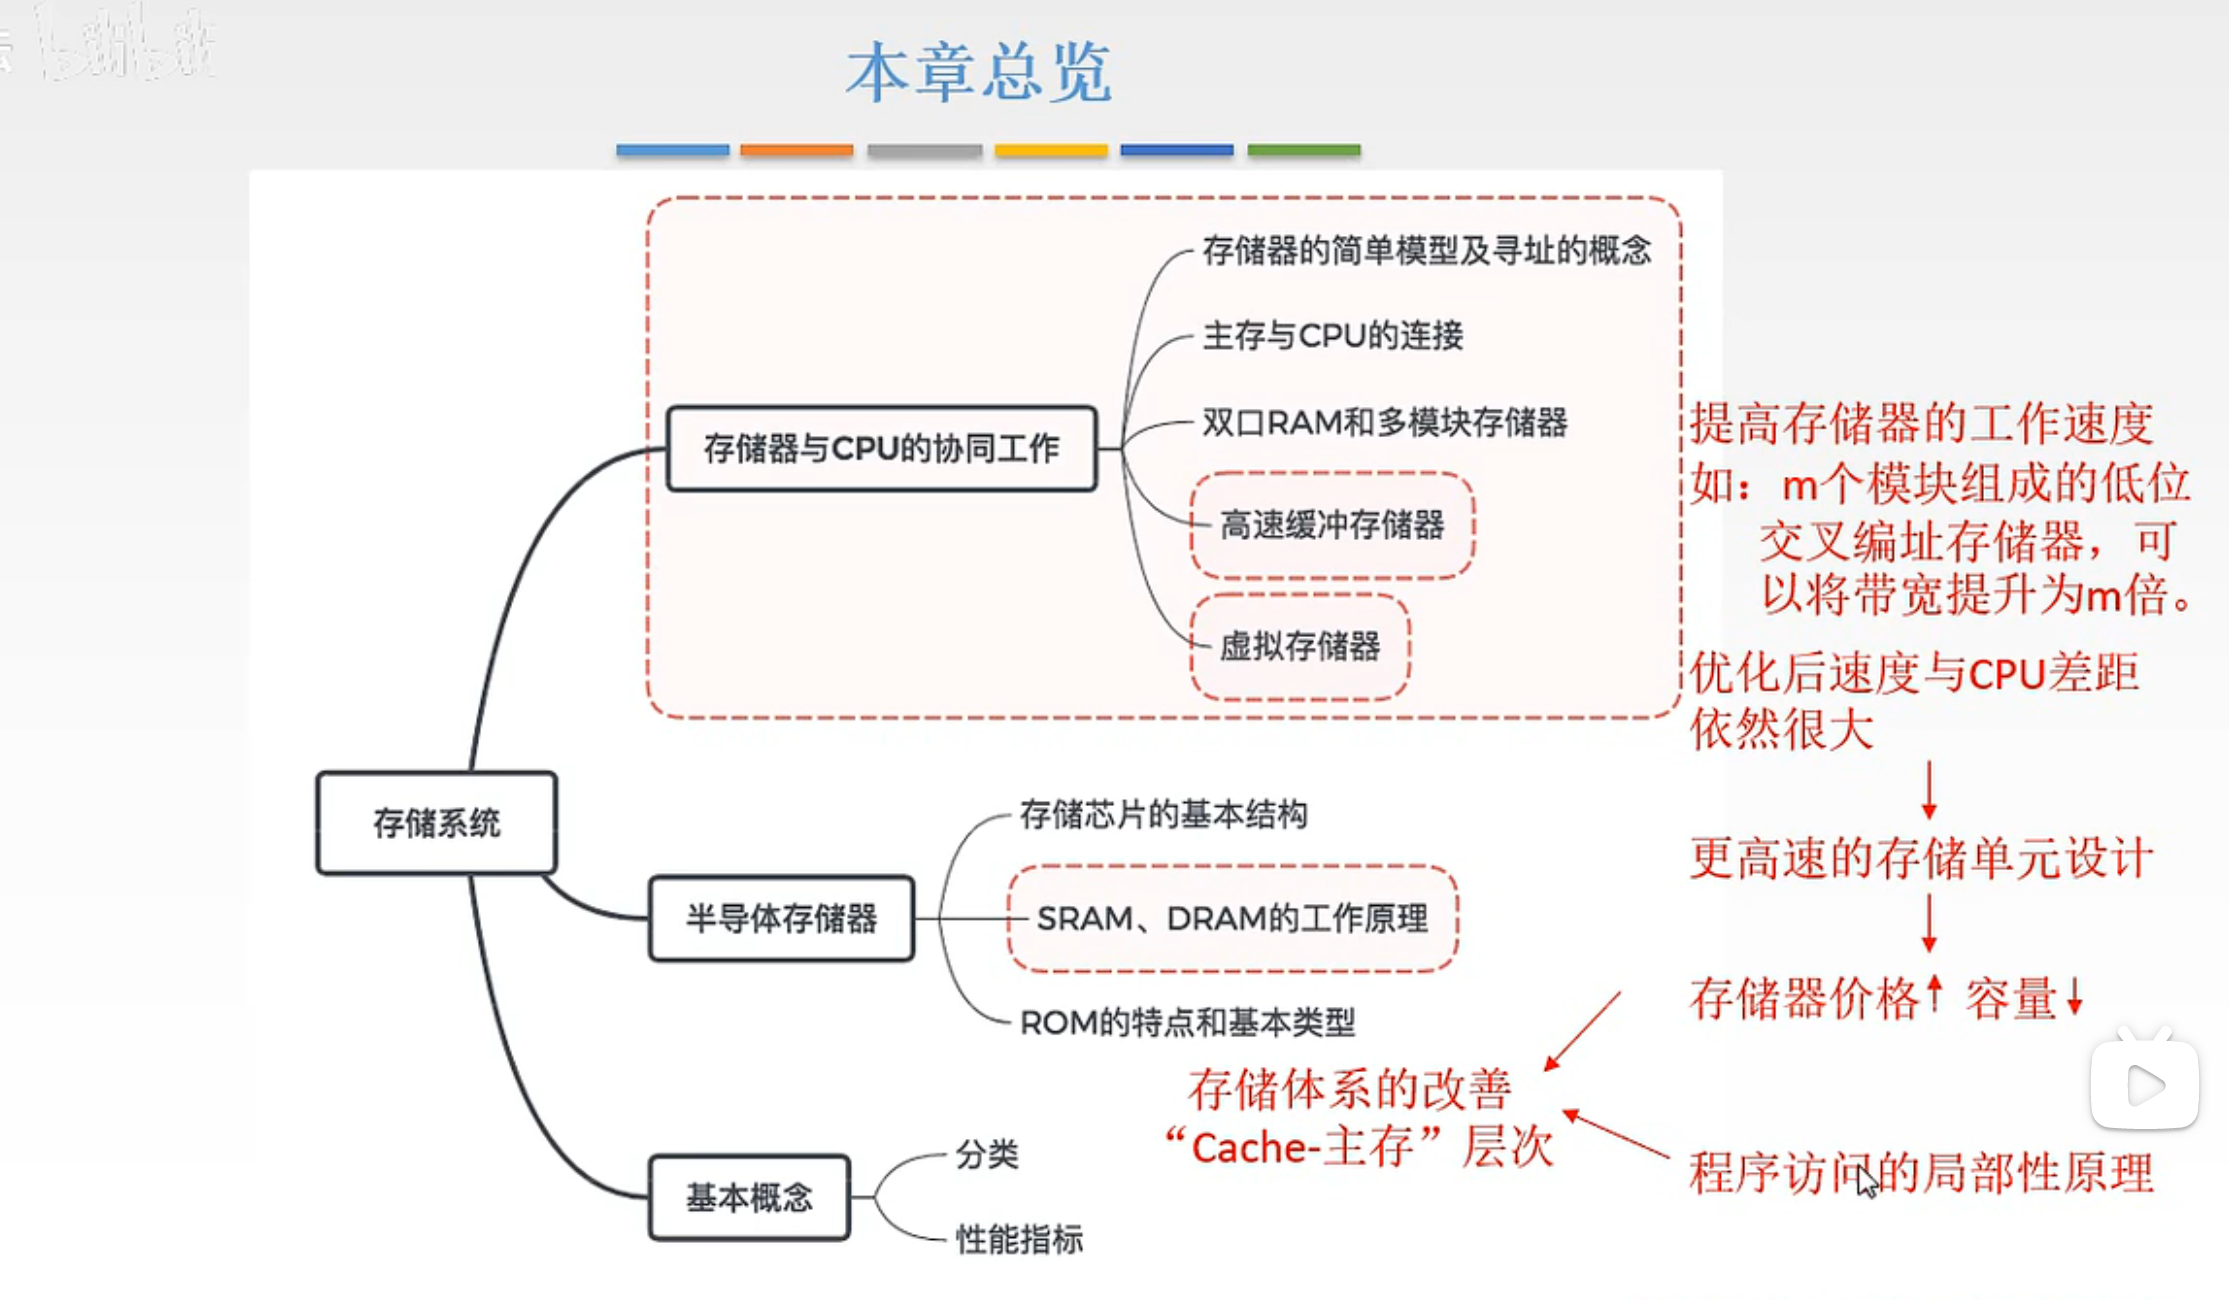 bilibili
本章总览
存储器的简单模型及寻址的概念
主存与CPU的连接
双口RAM和多模块存储器
存储器与CPU的协同工作
高速缓冲存储器
虚拟存储器
提高存储器的工作速度
如：m个模块组成的低位
交叉编址存储器，可
以将带宽提升为m倍。
优化后速度与CPU差距
依然很大
更高速的存储单元设计
存储器价格↑ 容量↓
存储系统
存储芯片的基本结构
半导体存储器
SRAM、DRAM的工作原理
ROM的特点和基本类型
存储体系的改善
“Cache-主存”层次
程序访问的局部性原理
分类
基本概念
性能指标